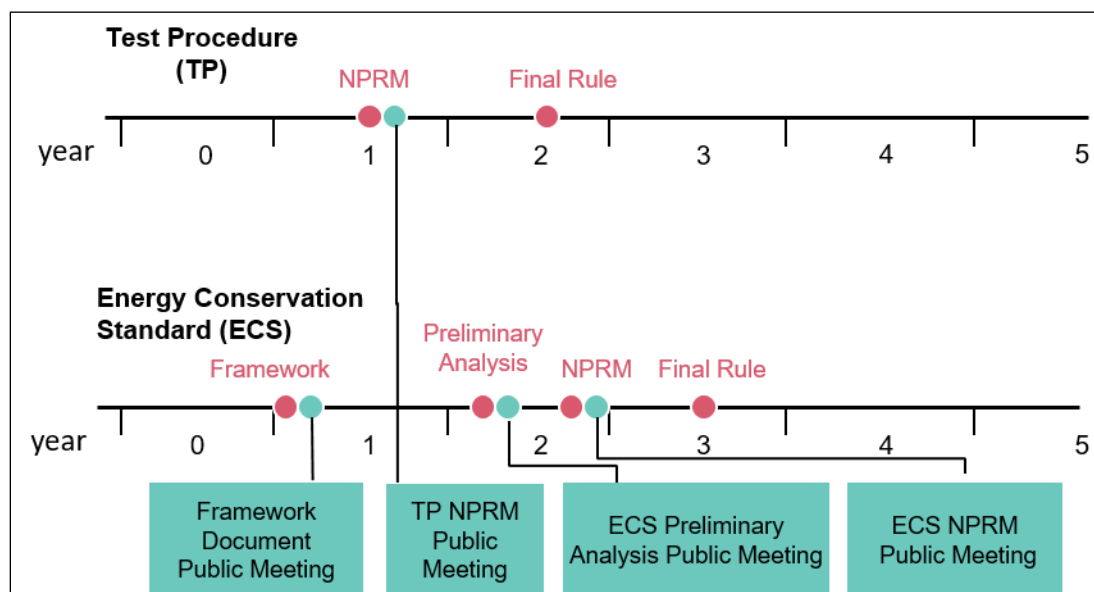 Test Procedure
(TP)
NPRM
Final Rule
year
0
1
2
3
4
5
Energy Conservation
Standard (ECS)
Framework
Preliminary
Analysis
NPRM
Final Rule
year
0
1
2
3
4
5
Framework
Document
Public Meeting
TP NPRM
Public
Meeting
ECS Preliminary
Analysis Public Meeting
ECS NPRM
Public Meeting